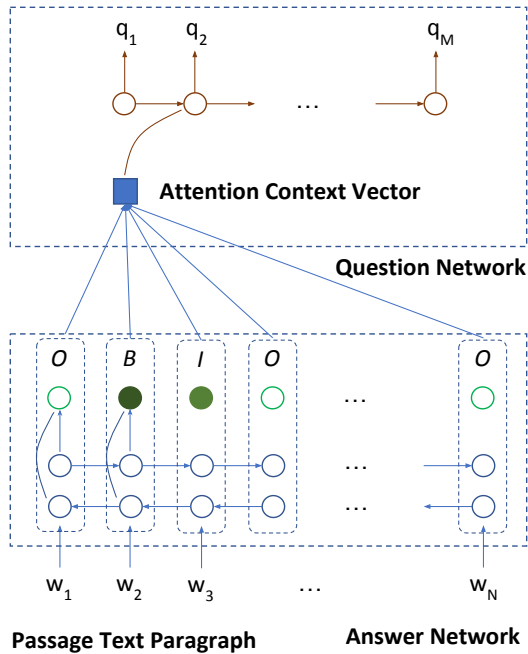 q1 q2 qM
...
Attention Context Vector
Question Network
O B I O O
...
...
...
w1 w2 w3 ... wN
Passage Text Paragraph Answer Network